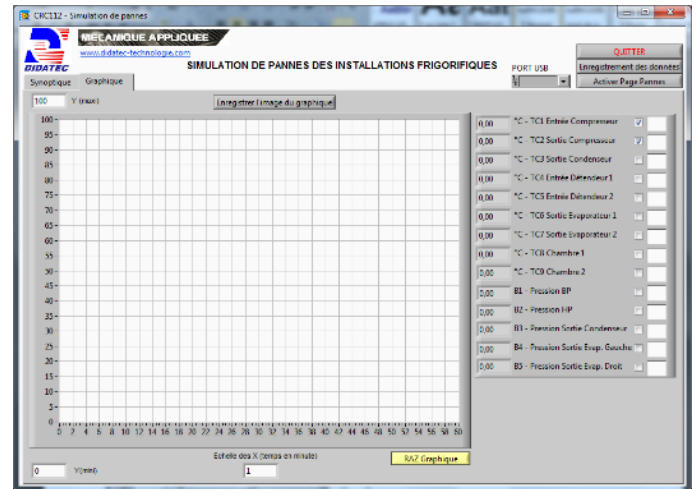 CRC112 - Simulation de pannes
MECANIQUE APPLIQUEE
www.didatec-technologie.com
DIDATEC
SIMULATION DE PANNES DES INSTALLATIONS FRIGORIFIQUES
PORT USB
QUITTER
Enregistrement des données
Activer Page Pannes
Synoptique
Graphique
100
Y (maxi)
Enregistrer l'image du graphique
100
95
90
85
80
75
70
65
60
55
50
45
40
35
30
25
20
15
10
5
0
0 2 4 6 8 10 12 14 16 18 20 22 24 26 28 30 32 34 36 38 40 42 44 46 48 50 52 54 56 58 60
0,00 °C - TC1 Entrée Compresseur
0,00 °C - TC2 Sortie Compresseur
0,00 °C - TC3 Sortie Condenseur
0,00 °C - TC4 Entrée Détendeur 1
0,00 °C - TC5 Entrée Détendeur 2
0,00 °C - TC6 Sortie Evaporateur 1
0,00 °C - TC7 Sortie Evaporateur 2
0,00 °C - TC8 Chambre 1
0,00 °C - TC9 Chambre 2
0,00 B1 - Pression BP
0,00 B2 - Pression HP
0,00 B3 - Pression Sortie Condenseur
0,00 B4 - Pression Sortie Evap. Gauche
0,00 B5 - Pression Sortie Evap. Droit
Echelle des X (temps en minute)
RAZ Graphique
0
Y(mini)
1